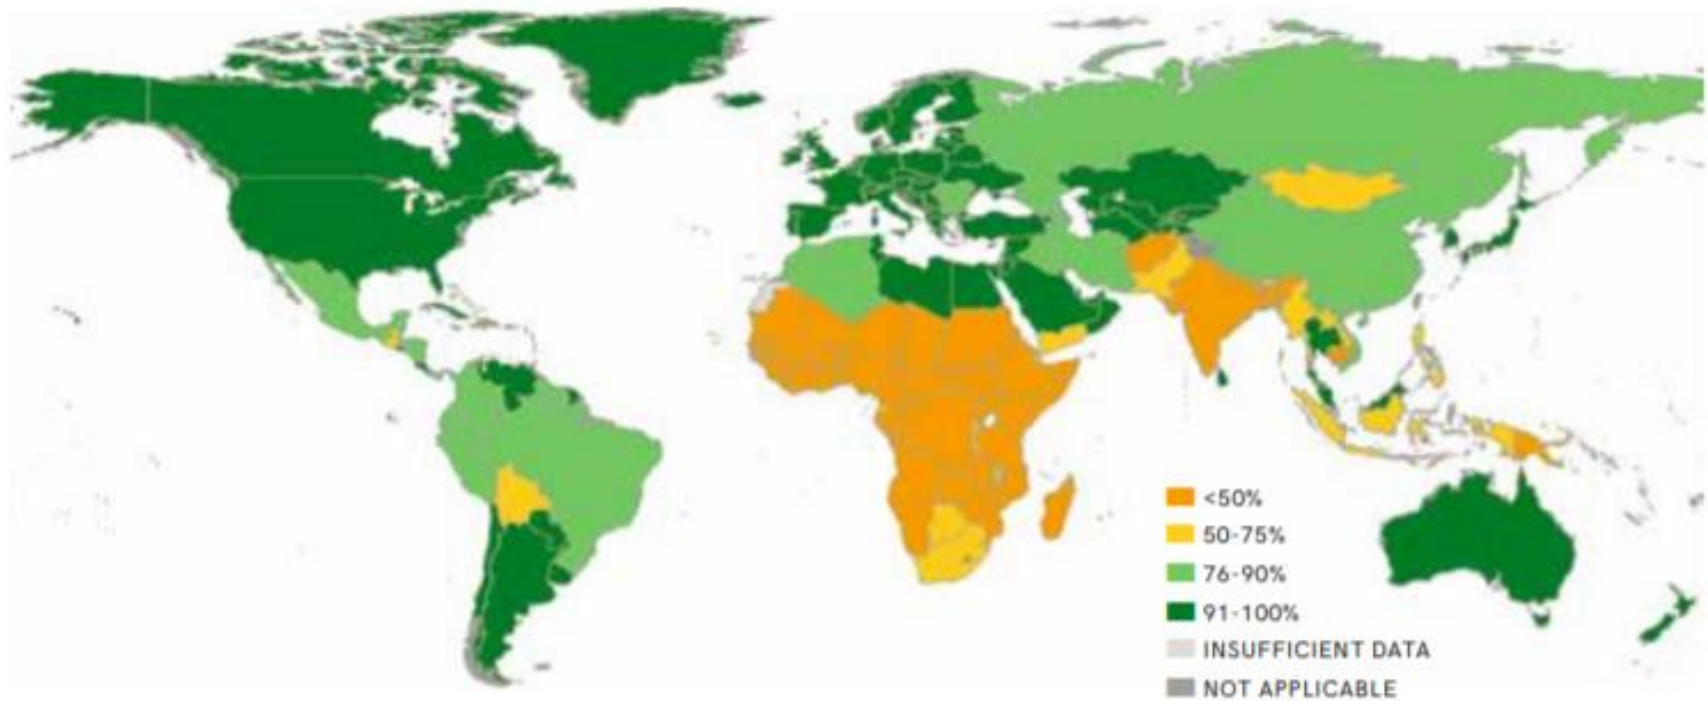 <50%
50-75%
76-90%
91-100%
INSUFFICIENT DATA
NOT APPLICABLE